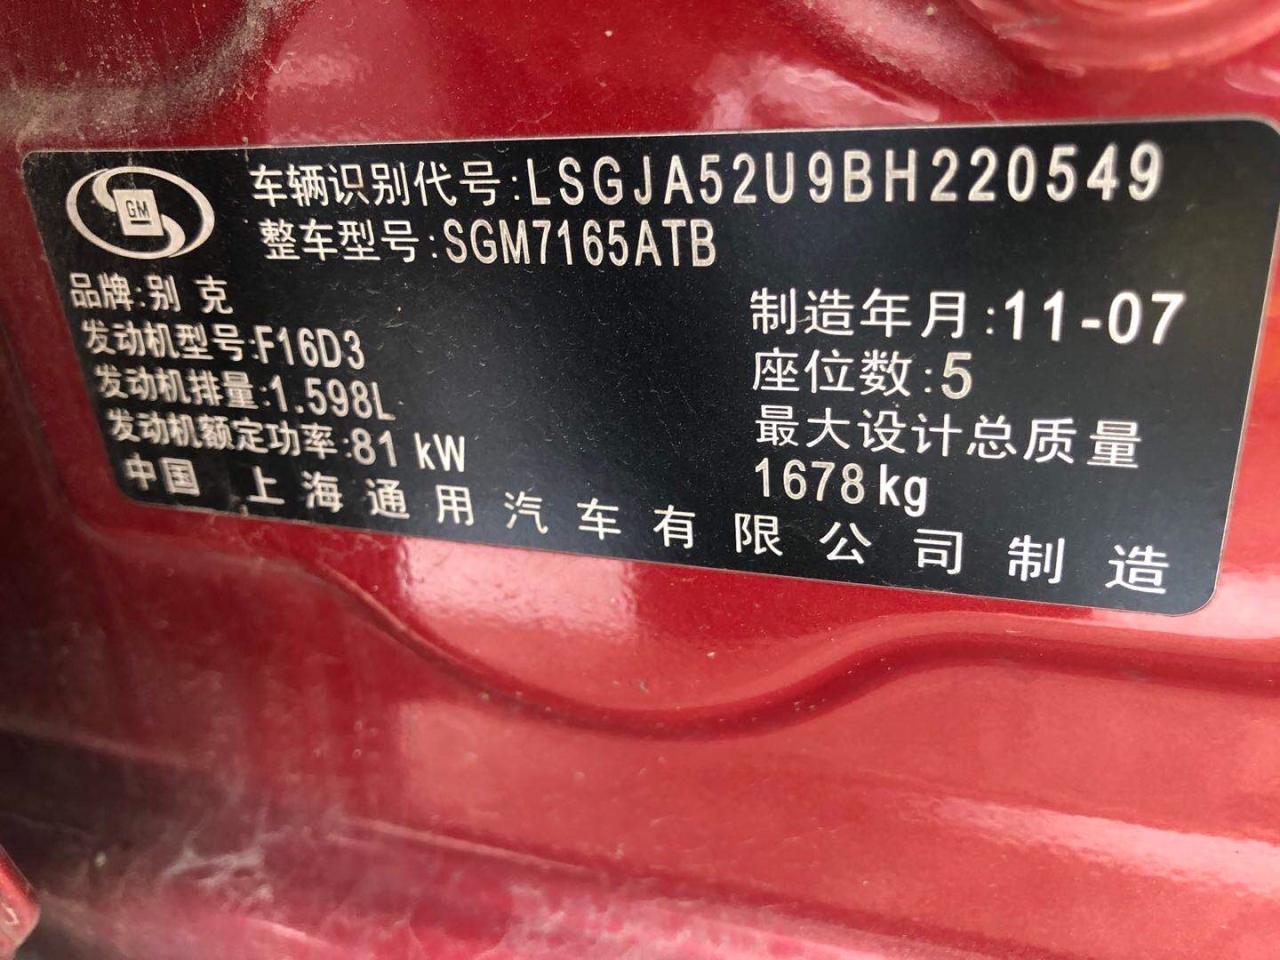 GM
车辆识别代号:LSGJA52U9BH220549
整车型号:SGM7165ATB
品牌:别克
发动机型号:F16D3
发动机排量:1.598L
发动机额定功率:81 kW
制造年月:11-07
座位数:5
最大设计总质量
1678kg
中国 上海通用汽车有限公司制造